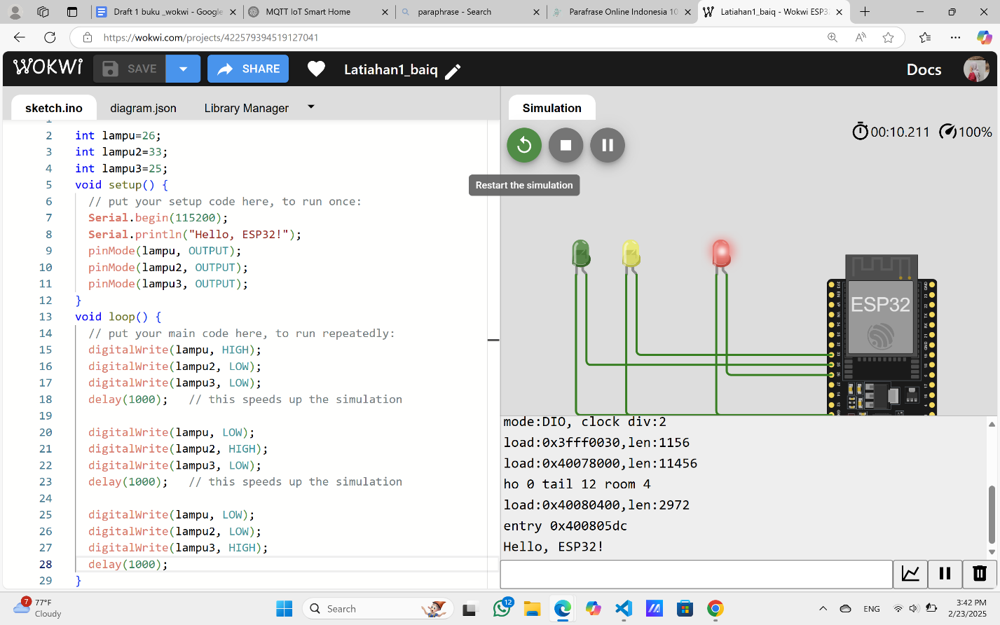 Draft 1 buku _wokwi - Google
MQTT IoT Smart Home
paraphrase - Search
Parafrase Online Indonesia 10
Latiahan1_baiq - Wokwi ESP3
https://wokwi.com/projects/422579394519127041
WOKWi
SAVE
SHARE
Latiahan1_baiq
Docs
sketch.ino
diagram.json
Library Manager
Simulation
00:10.211
100%
Restart the simulation
1
2 int lampu=26;
3 int lampu2=33;
4 int lampu3=25;
5 void setup() {
6 // put your setup code here, to run once:
7 Serial.begin(115200);
8 Serial.println("Hello, ESP32!");
9 pinMode(lampu, OUTPUT);
10 pinMode(lampu2, OUTPUT);
11 pinMode(lampu3, OUTPUT);
12 }
13 void loop() {
14 // put your main code here, to run repeatedly:
15 digitalWrite(lampu, HIGH);
16 digitalWrite(lampu2, LOW);
17 digitalWrite(lampu3, LOW);
18 delay(1000); // this speeds up the simulation
19
20 digitalWrite(lampu, LOW);
21 digitalWrite(lampu2, HIGH);
22 digitalWrite(lampu3, LOW);
23 delay(1000); // this speeds up the simulation
24
25 digitalWrite(lampu, LOW);
26 digitalWrite(lampu2, LOW);
27 digitalWrite(lampu3, HIGH);
28 delay(1000);
29 }
ESP32
mode:DIO, clock div:2
load:0x3fff0030,len:1156
load:0x40078000,len:11456
ho 0 tail 12 room 4
load:0x40080400,len:2972
entry 0x400805dc
Hello, ESP32!
7
77°F
Cloudy
Search
12
ENG
3:42 PM
2/23/2025